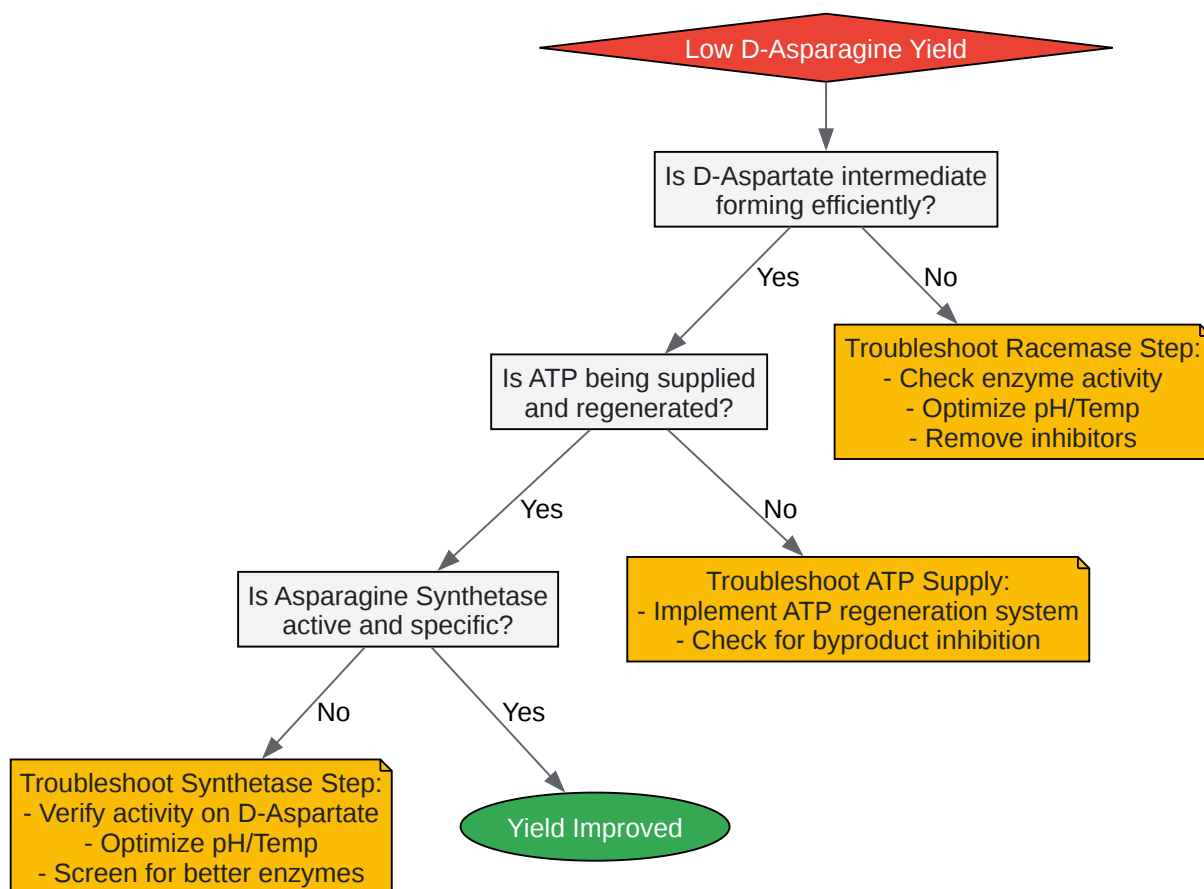 Low D-Asparagine Yield
Is D-Aspartate intermediate
forming efficiently?
Yes
No
Troubleshoot Racemase Step:
- Check enzyme activity
- Optimize pH/Temp
- Remove inhibitors
Is ATP being supplied
and regenerated?
Yes
No
Troubleshoot ATP Supply:
- Implement ATP regeneration system
- Check for byproduct inhibition
Is Asparagine Synthetase
active and specific?
No
Yes
Troubleshoot Synthetase Step:
- Verify activity on D-Aspartate
- Optimize pH/Temp
- Screen for better enzymes
Yield Improved